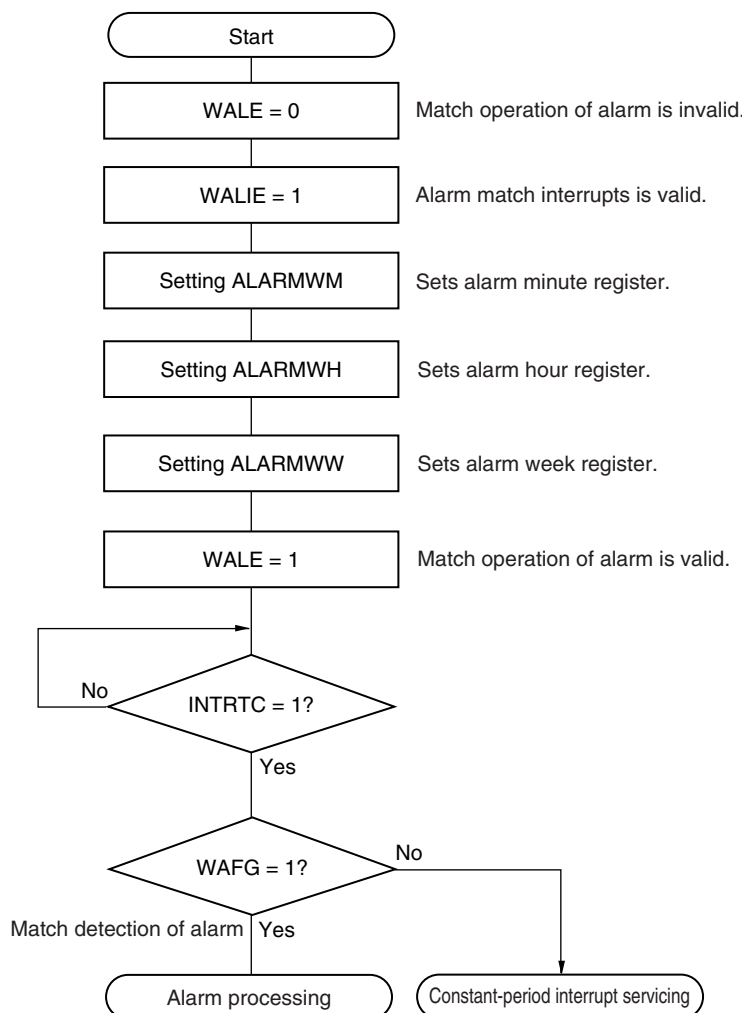 Start
WALE = 0
Match operation of alarm is invalid.
WALIE = 1
Alarm match interrupts is valid.
Setting ALARMWM
Sets alarm minute register.
Setting ALARMWH
Sets alarm hour register.
Setting ALARMWW
Sets alarm week register.
WALE = 1
Match operation of alarm is valid.
No
INTRTC = 1?
Yes
WAFG = 1?
No
Match detection of alarm
Yes
Alarm processing
Constant-period interrupt servicing